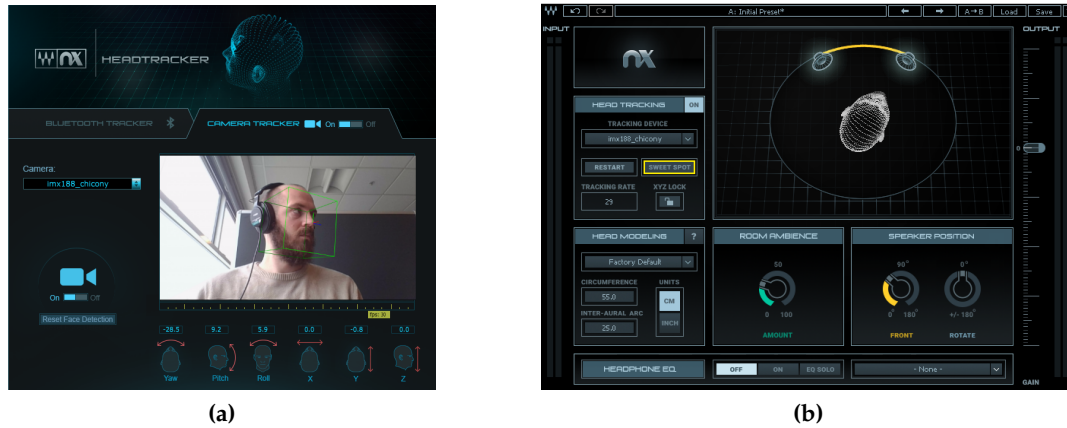 NX HEADTRACKER
BLUETOOTH TRACKER CAMERA TRACKER On Off
Camera:
imx188_chicony
On Off
Reset Face Detection
fps: 30
-28.5 9.2 5.9 0.0 -0.8 0.0
Yaw Pitch Roll X Y Z
(a)
A: Initial Preset* A→B Load Save
INPUT OUTPUT
NX
HEAD TRACKING ON
TRACKING DEVICE
imx188_chicony
RESTART SWEET SPOT
TRACKING RATE XYZ LOCK
29
0
HEAD MODELING ?
Factory Default
CIRCUMFERENCE UNITS
55.0 CM
INTER-AURAL ARC
25.0 INCH
ROOM AMBIENCE
50
0 100
AMOUNT
SPEAKER POSITION
90° 0°
0° 180° +/- 180°
FRONT ROTATE
HEADPHONE EQ OFF ON EQ SOLO - None -
GAIN
(b)